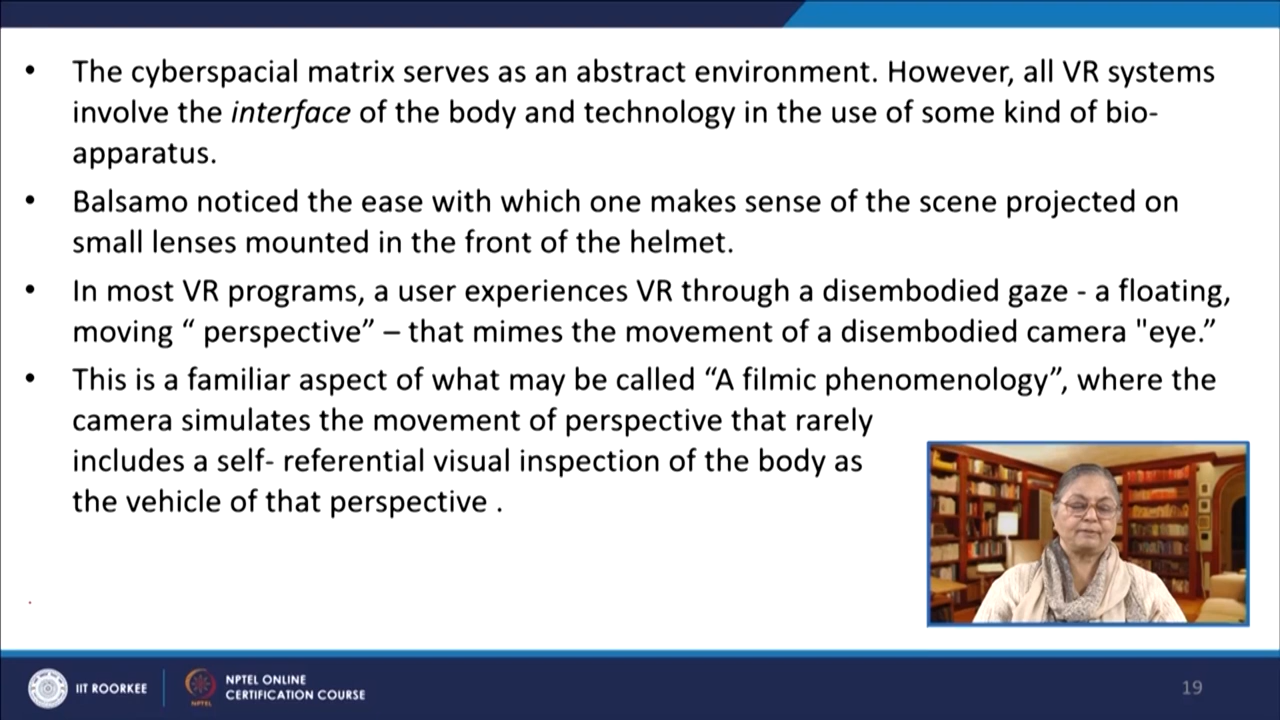 • The cyberspacial matrix serves as an abstract environment. However, all VR systems
involve the interface of the body and technology in the use of some kind of bio-
apparatus.
• Balsamo noticed the ease with which one makes sense of the scene projected on
small lenses mounted in the front of the helmet.
• In most VR programs, a user experiences VR through a disembodied gaze - a floating,
moving “ perspective” – that mimes the movement of a disembodied camera "eye.”
• This is a familiar aspect of what may be called “A filmic phenomenology”, where the
camera simulates the movement of perspective that rarely
includes a self- referential visual inspection of the body as
the vehicle of that perspective .
IIT ROORKEE
NPTEL
NPTEL ONLINE
CERTIFICATION COURSE
19